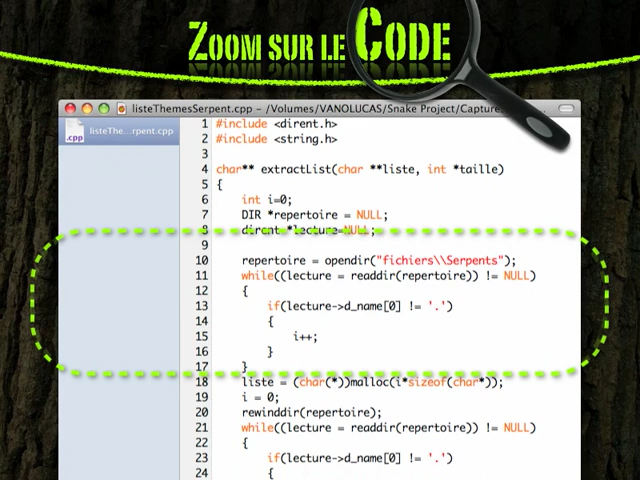 Zoom sur le Code
listeThemesSerpent.cpp – /Volumes/VANOLUCAS/Snake Project/Capture
.cpp
listeThe...rpent.cpp
1 #include <dirent.h>
2 #include <string.h>
3
4 char** extractList(char **liste, int *taille)
5 {
6 int i=0;
7 DIR *repertoire = NULL;
8 dirent *lecture=NULL;
9
10 repertoire = opendir("fichiers\\Serpents");
11 while((lecture = readdir(repertoire)) != NULL)
12 {
13 if(lecture->d_name[0] != '.')
14 {
15 i++;
16 }
17 }
18 liste = (char(*))malloc(i*sizeof(char*));
19 i = 0;
20 rewinddir(repertoire);
21 while((lecture = readdir(repertoire)) != NULL)
22 {
23 if(lecture->d_name[0] != '.')
24 {